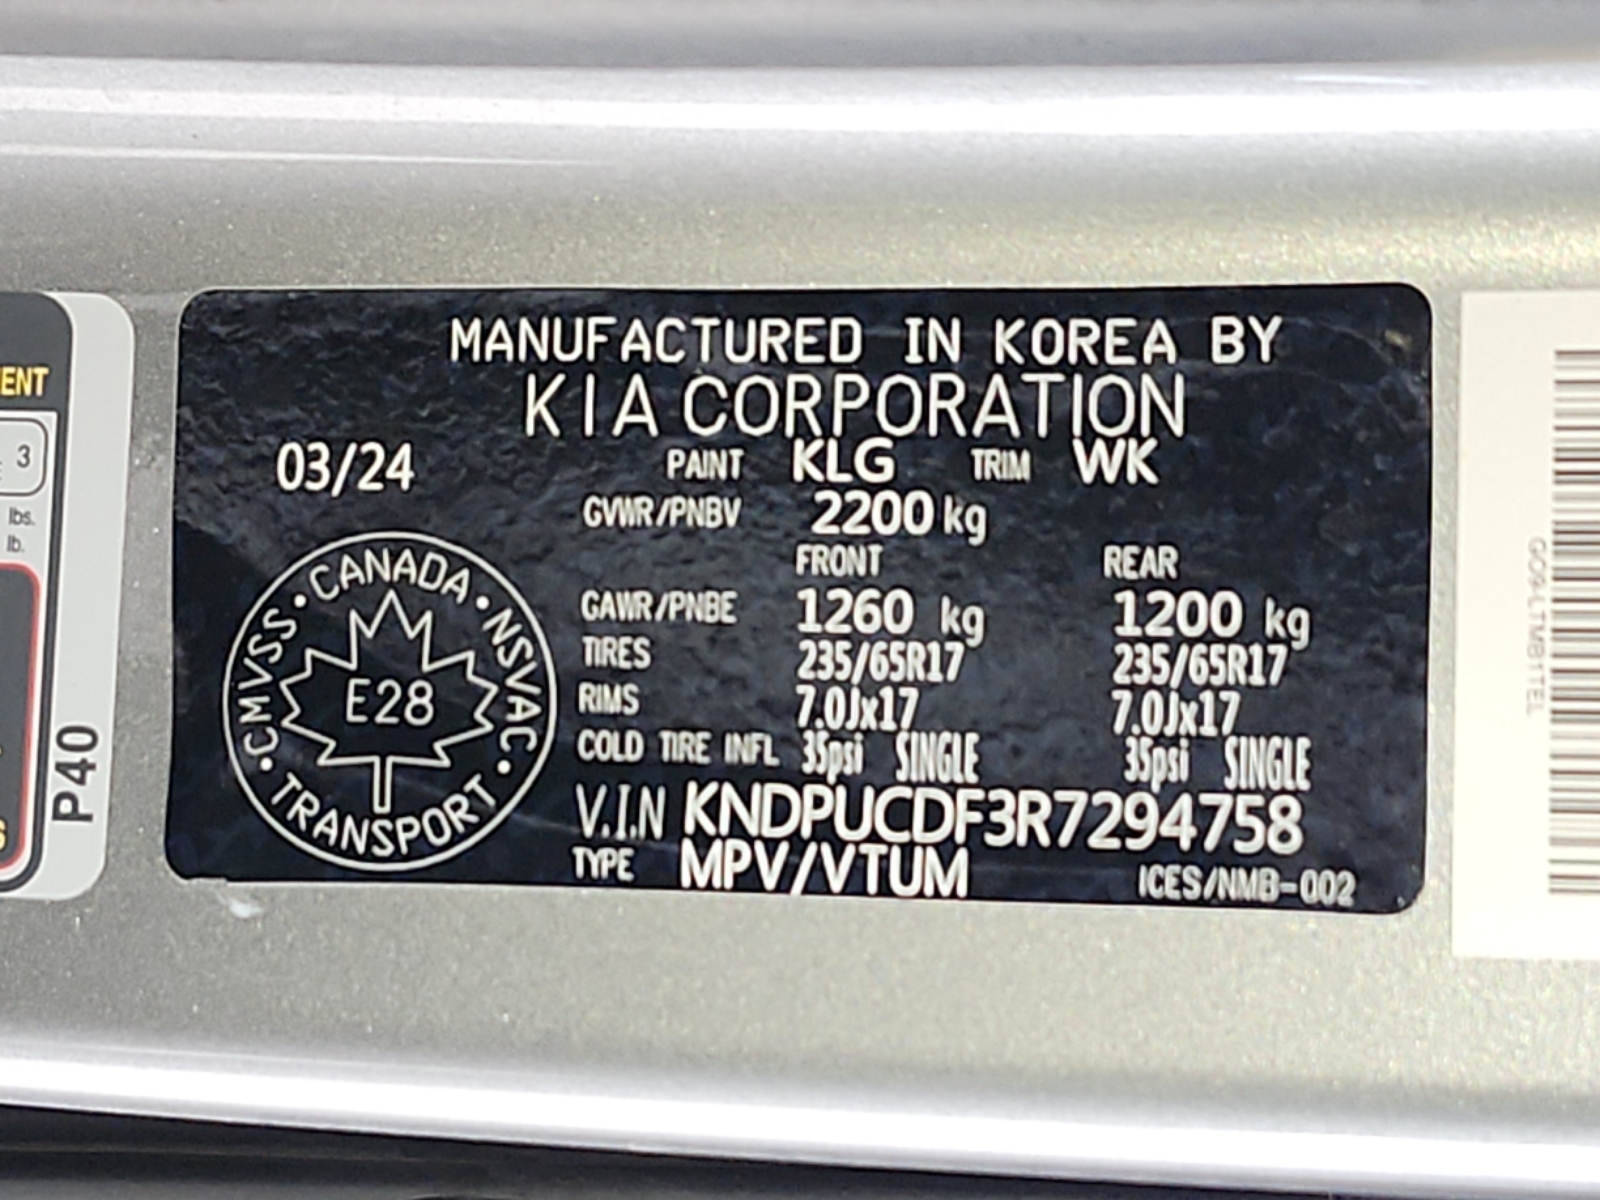 ENT
3
lbs.
lb.
P40
MANUFACTURED IN KOREA BY
KIA CORPORATION
03/24 PAINT KLG TRIM WK
GVWR/PNBV 2200 kg
FRONT REAR
GAWR/PNBE 1260 kg 1200 kg
TIRES 235/65R17 235/65R17
RIMS 7.0Jx17 7.0Jx17
COLD TIRE INFL 35psi SINGLE 35psi SINGLE
V.I.N KNDPUCDF3R7294758
TYPE MPV/VTUM ICES/NMB-002
CMVSS • CANADA • NSVAC • TRANSPORT •
E28